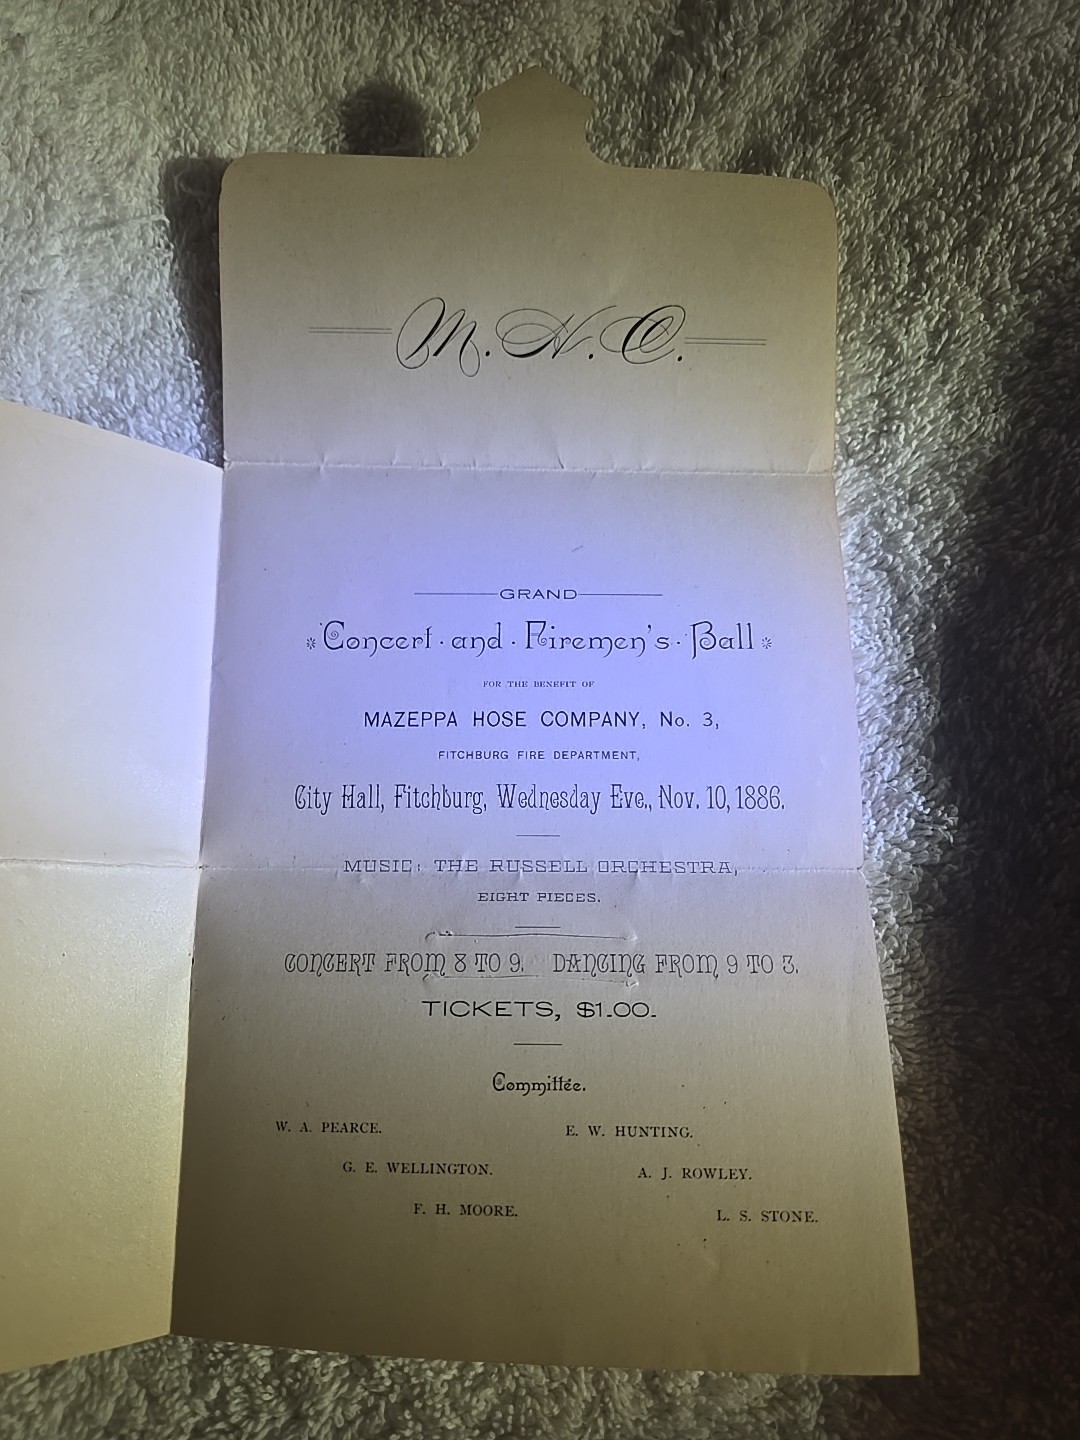 M. H. C.
GRAND
Concert · and · Firemen's · Ball
FOR THE BENEFIT OF
MAZEPPA HOSE COMPANY, No. 3,
FITCHBURG FIRE DEPARTMENT,
City Hall, Fitchburg, Wednesday Eve., Nov. 10, 1886.
MUSIC: THE RUSSELL ORCHESTRA,
EIGHT PIECES.
CONCERT FROM 8 TO 9. DANCING FROM 9 TO 3.
TICKETS, $1.00.
Committee.
W. A. PEARCE. E. W. HUNTING.
G. E. WELLINGTON. A. J. ROWLEY.
F. H. MOORE. L. S. STONE.